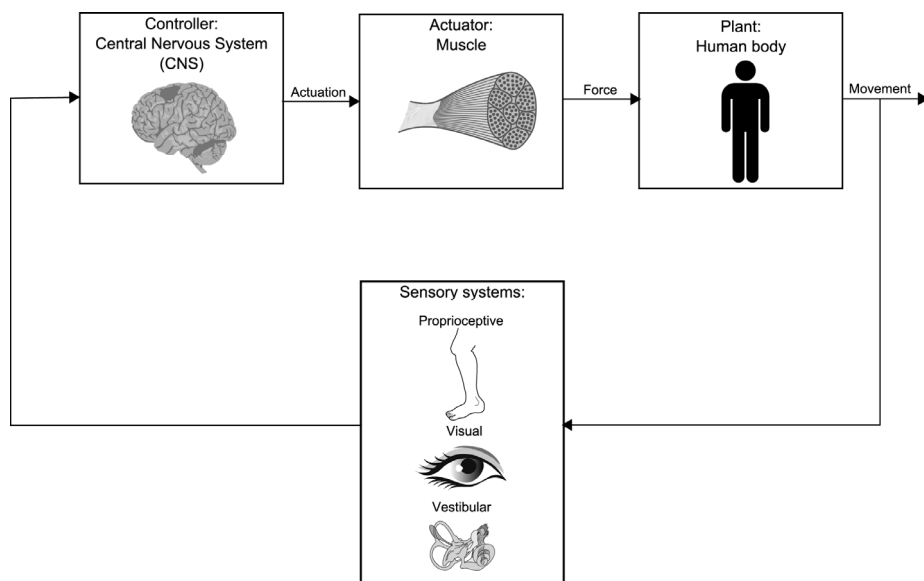 Controller:
Central Nervous System
(CNS)
Actuation
Actuator:
Muscle
Force
Plant:
Human body
Movement
Sensory systems:
Proprioceptive
Visual
Vestibular